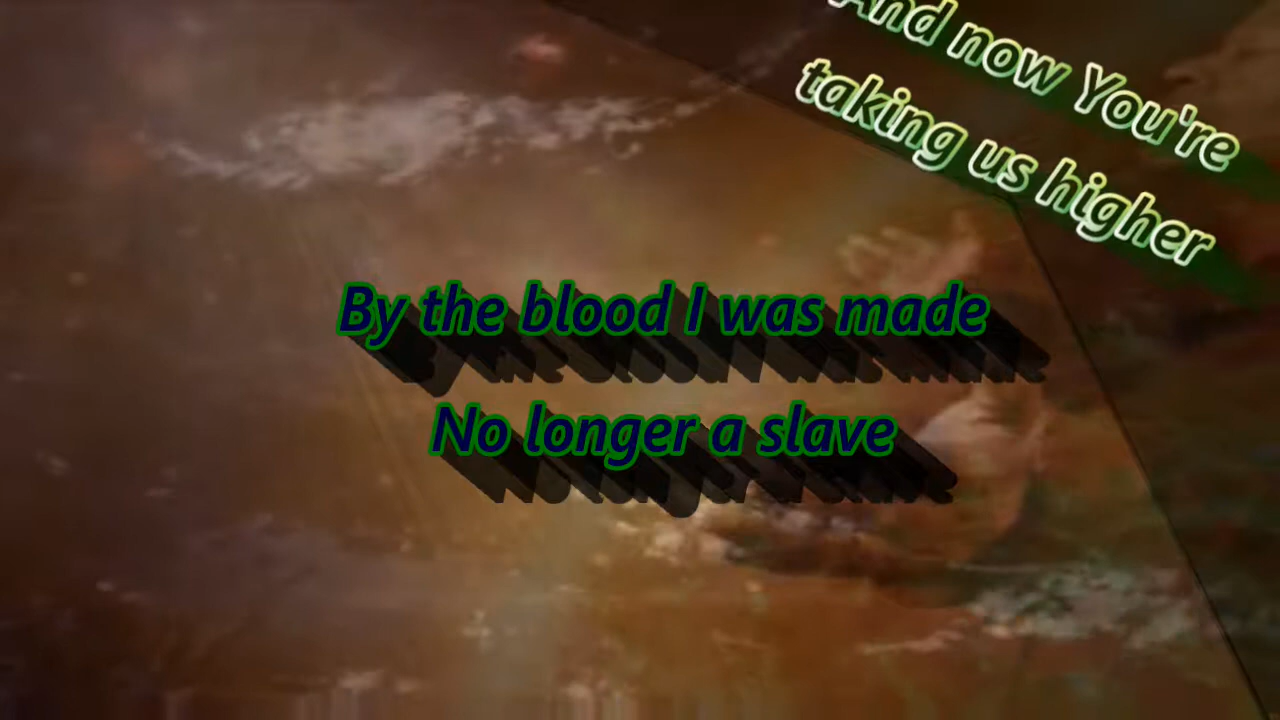 And now You're
taking us higher
By the blood I was made
No longer a slave